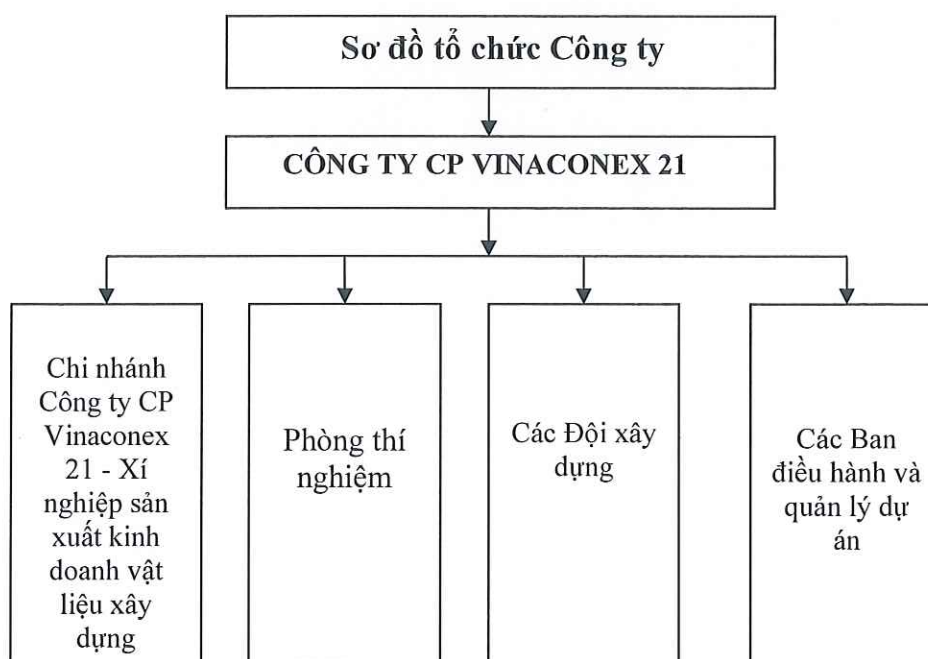 Sơ đồ tổ chức Công ty
CÔNG TY CP VINACONEX 21
Chi nhánh
Công ty CP
Vinaconex
21 - Xí
nghiệp sản
xuất kinh
doanh vật
liệu xây
dựng
Phòng thí
nghiệm
Các Đội xây
dựng
Các Ban
điều hành và
quản lý dự
án